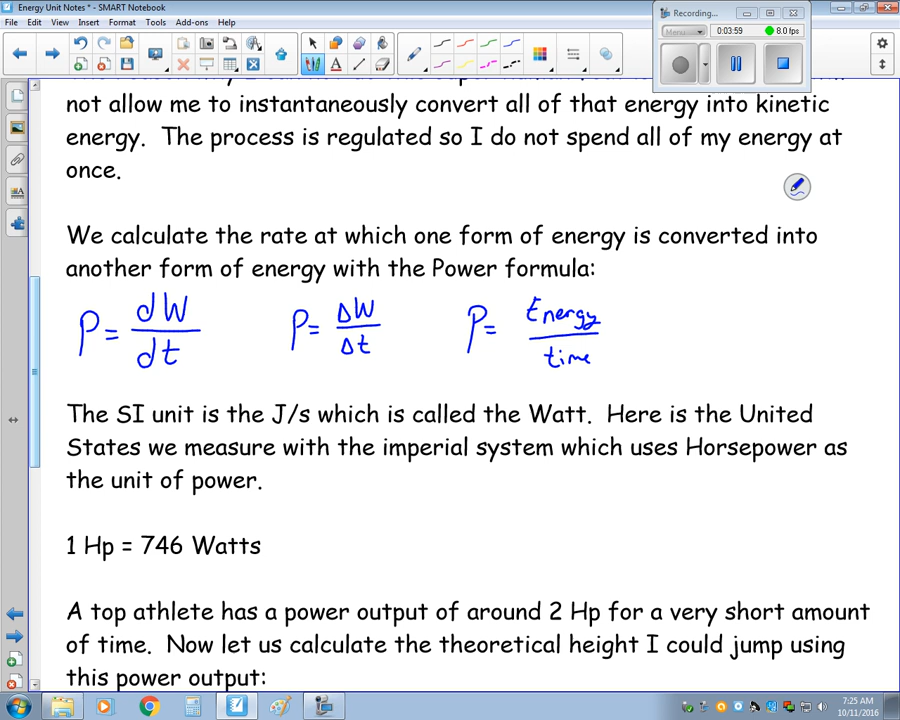 Energy Unit Notes * - SMART Notebook
File Edit View Insert Format Tools Add-ons Help
Recording...
Menu 0:03:59 8.0 fps
not allow me to instantaneously convert all of that energy into kinetic
energy. The process is regulated so I do not spend all of my energy at
once.
We calculate the rate at which one form of energy is converted into
another form of energy with the Power formula:
P = dW/dt P = ΔW/Δt P = Energy/time
The SI unit is the J/s which is called the Watt. Here is the United
States we measure with the imperial system which uses Horsepower as
the unit of power.
1 Hp = 746 Watts
A top athlete has a power output of around 2 Hp for a very short amount
of time. Now let us calculate the theoretical height I could jump using
this power output:
7:25 AM
10/11/2016